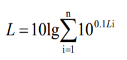 L = 10lg∑_{i=1}^{n} 10^{0.1Li}